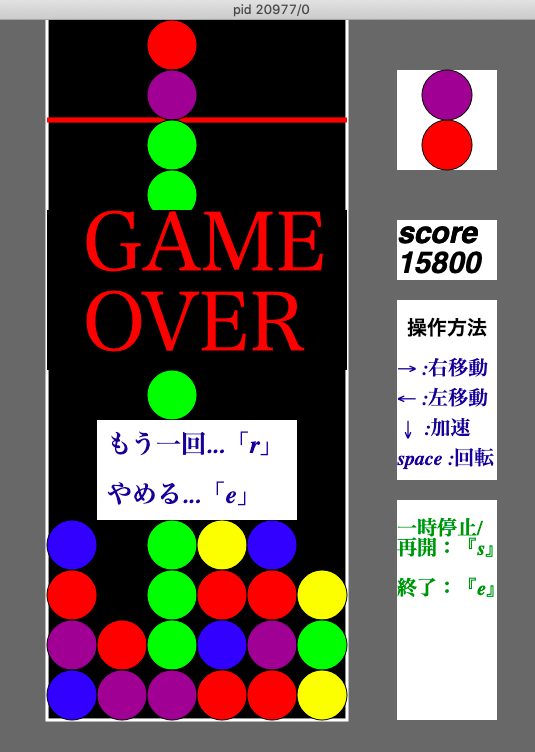 pid 20977/0
GAME
OVER
もう一回...「r」
やめる...「e」
score
15800
操作方法
→ :右移動
← :左移動
↓ :加速
space :回転
一時停止/
再開：『s』
終了：『e』